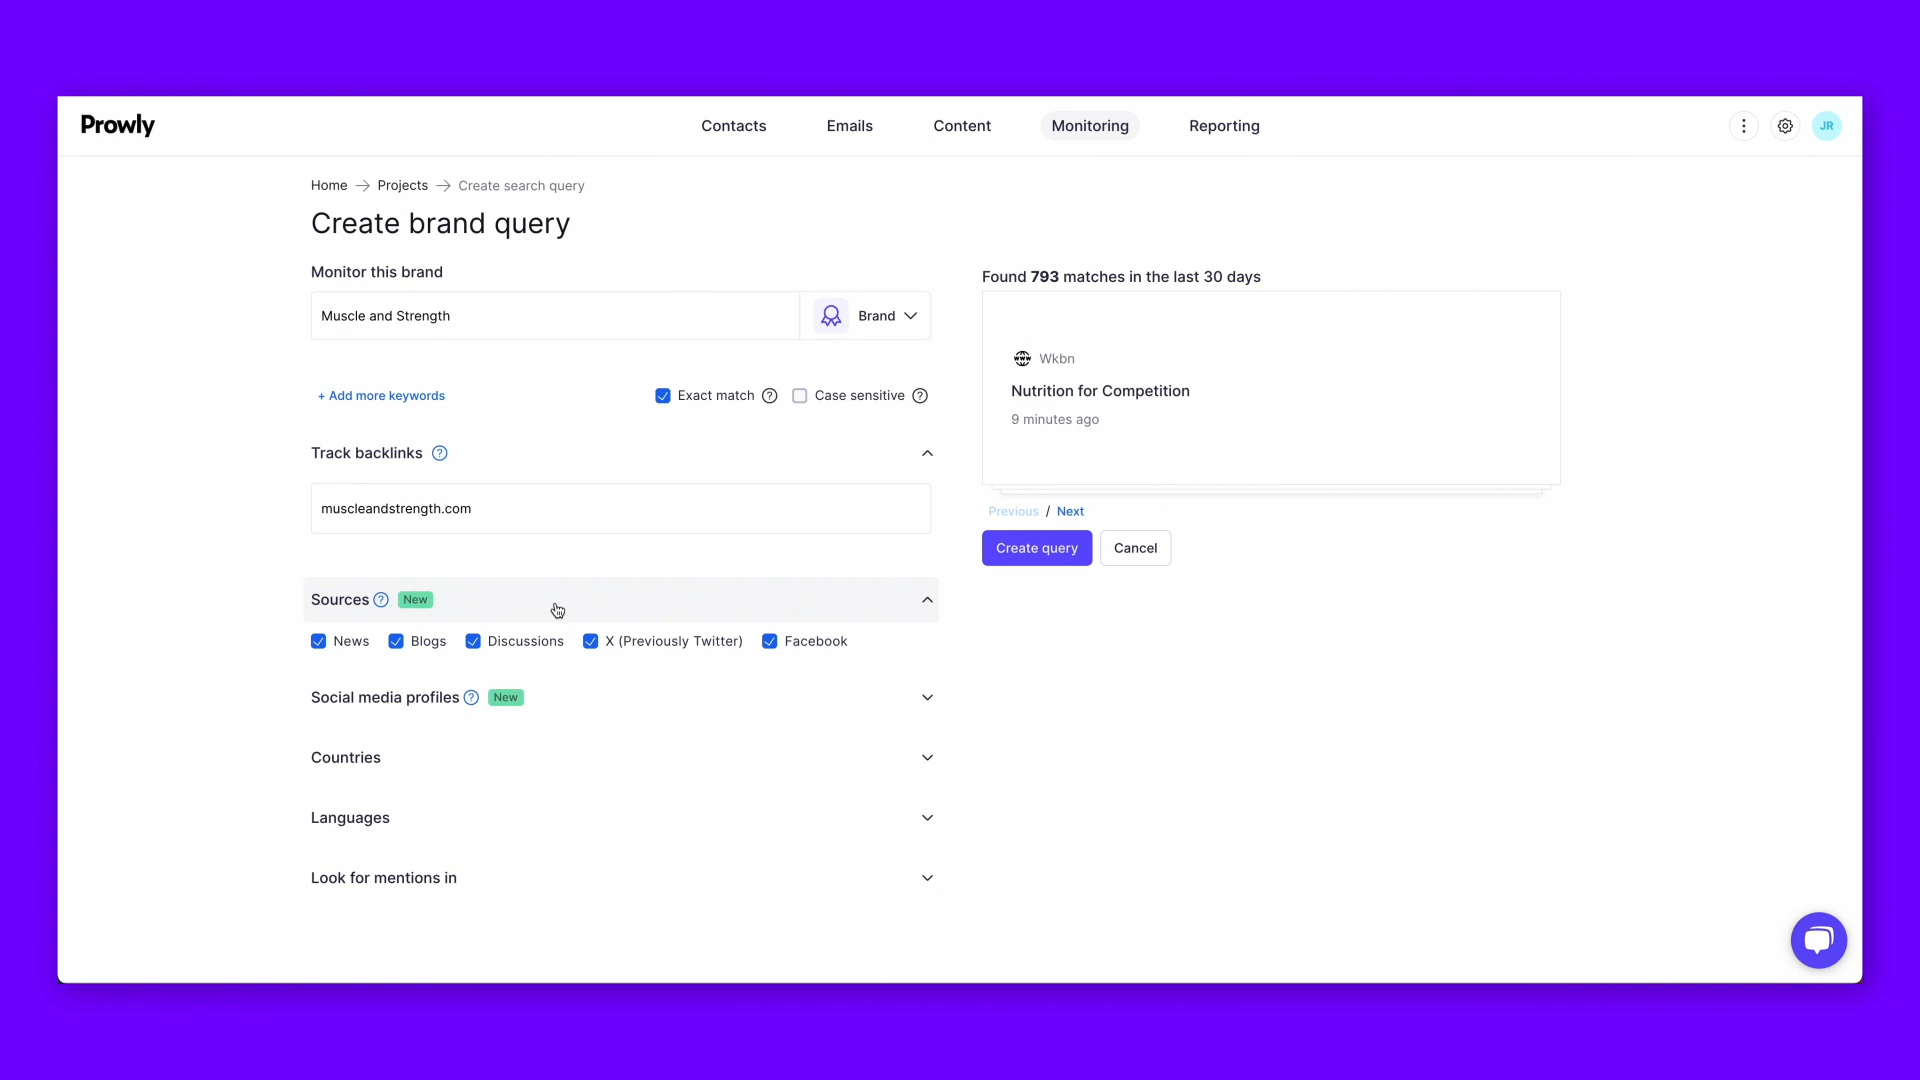 Prowly
Contacts Emails Content Monitoring Reporting
JR
Home → Projects → Create search query
Create brand query
Monitor this brand
Muscle and Strength
Brand
+ Add more keywords
Exact match ?
Case sensitive ?
Track backlinks ?
muscleandstrength.com
Sources ? New
News Blogs Discussions X (Previously Twitter) Facebook
Social media profiles ? New
Countries
Languages
Look for mentions in
Found 793 matches in the last 30 days
www Wkbn
Nutrition for Competition
9 minutes ago
Previous / Next
Create query Cancel